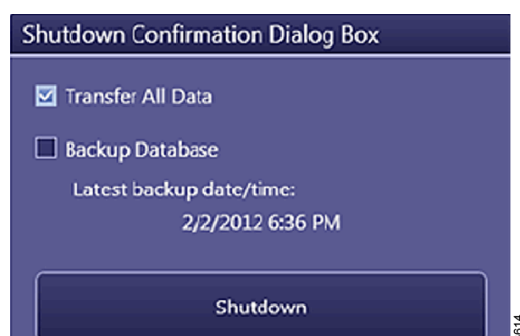 Shutdown Confirmation Dialog Box
Transfer All Data
Backup Database
Latest backup date/time:
2/2/2012 6:36 PM
Shutdown
614